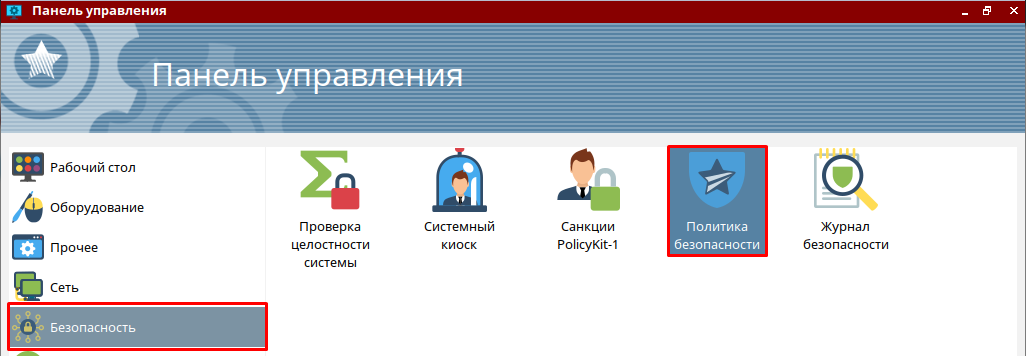 Панель управления
Панель управления
Рабочий стол
Оборудование
Прочее
Сеть
Безопасность
Проверка
целостности
системы
Системный
киоск
Санкции
PolicyKit-1
Политика
безопасности
Журнал
безопасности